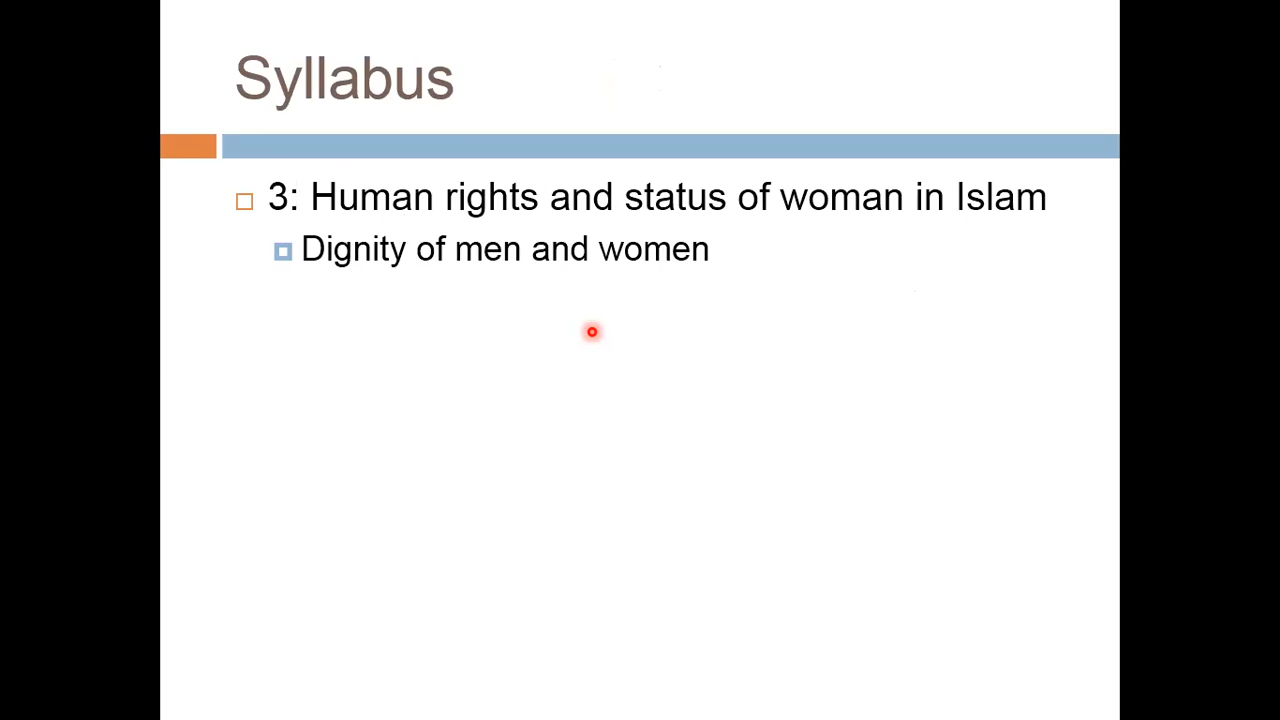 Syllabus
3: Human rights and status of woman in Islam
Dignity of men and women